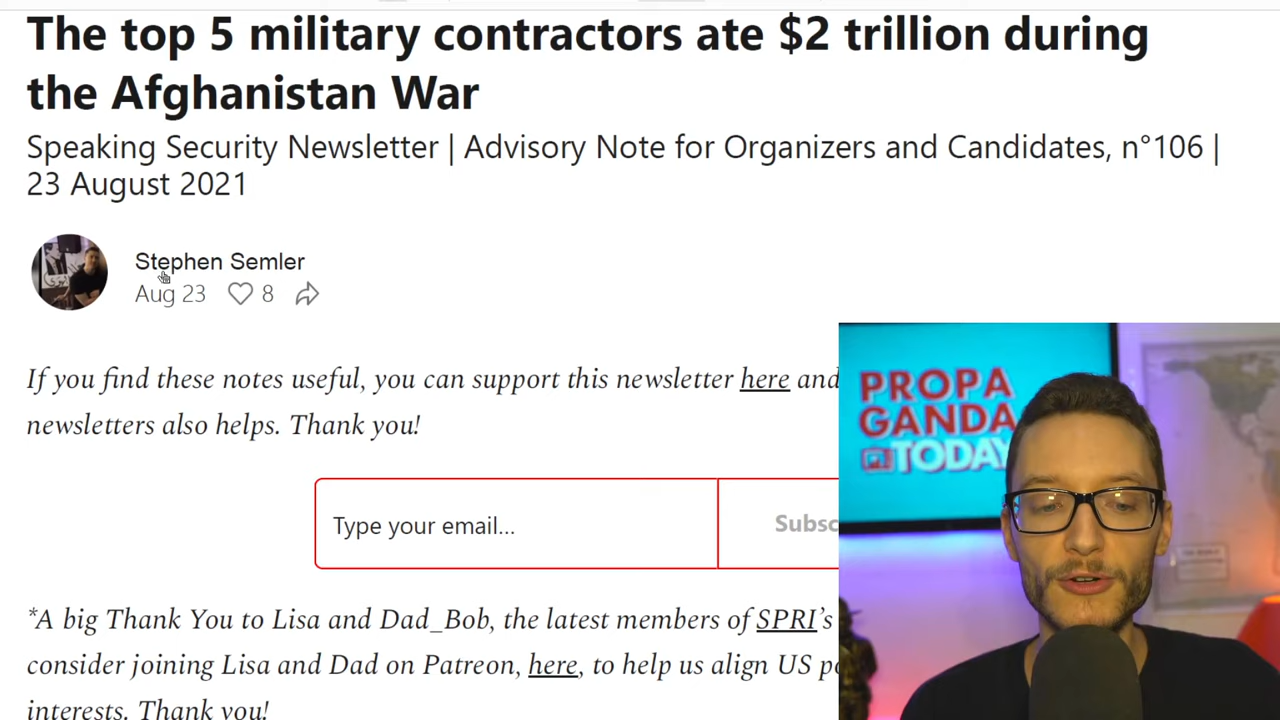 The top 5 military contractors ate $2 trillion during
the Afghanistan War
Speaking Security Newsletter | Advisory Note for Organizers and Candidates, n°106 |
23 August 2021
Stephen Semler
Aug 23 8
If you find these notes useful, you can support this newsletter here and
newsletters also helps. Thank you!
Type your email...
Subsc
*A big Thank You to Lisa and Dad_Bob, the latest members of SPRI’s
consider joining Lisa and Dad on Patreon, here, to help us align US po
interests. Thank you!
PROPA
GANDA
TODAY